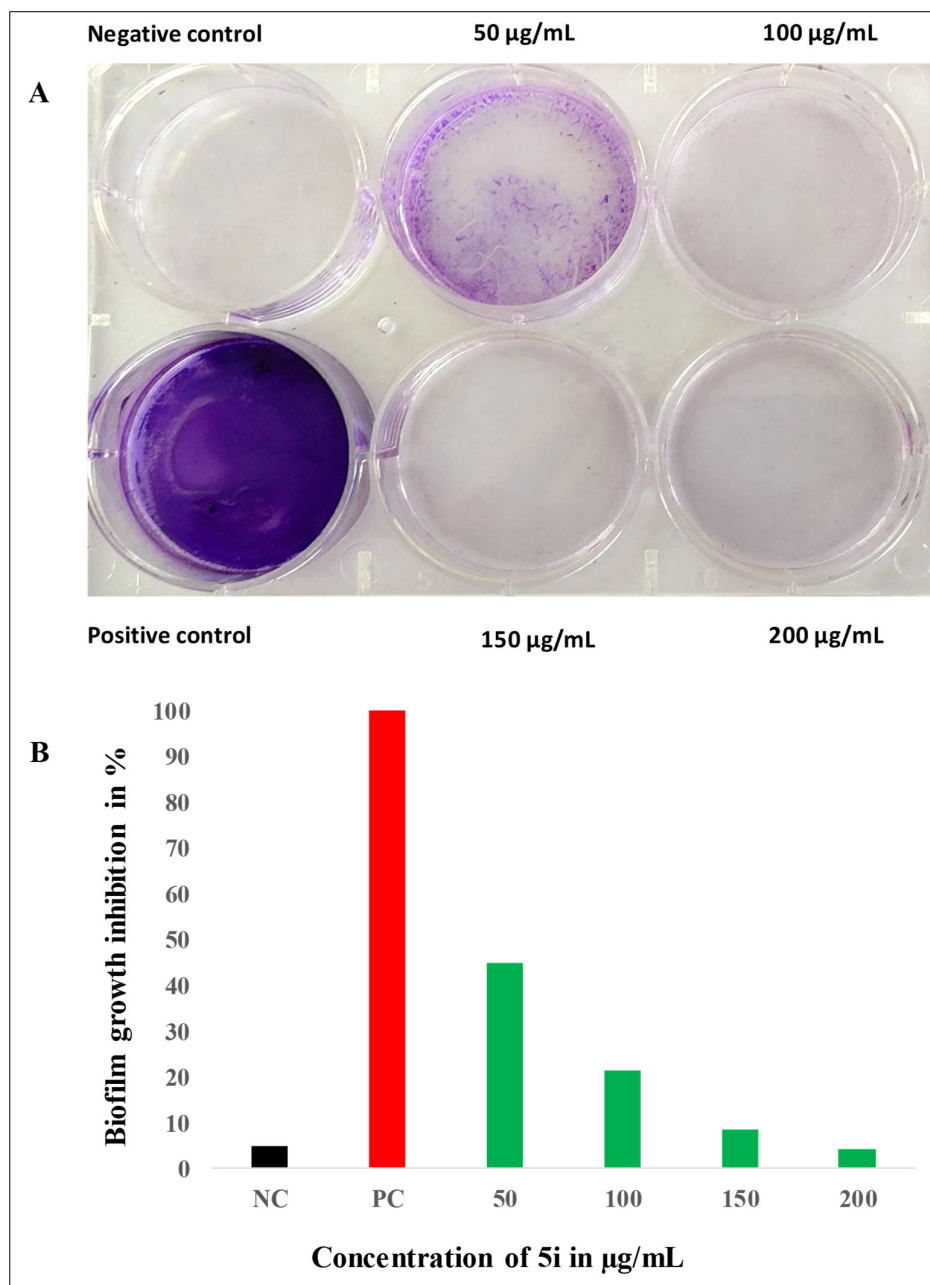 Negative control 50 µg/mL 100 µg/mL
A
Positive control 150 µg/mL 200 µg/mL
B
Biofilm growth inhibition in %
100
90
80
70
60
50
40
30
20
10
0
NC PC 50 100 150 200
Concentration of 5i in µg/mL